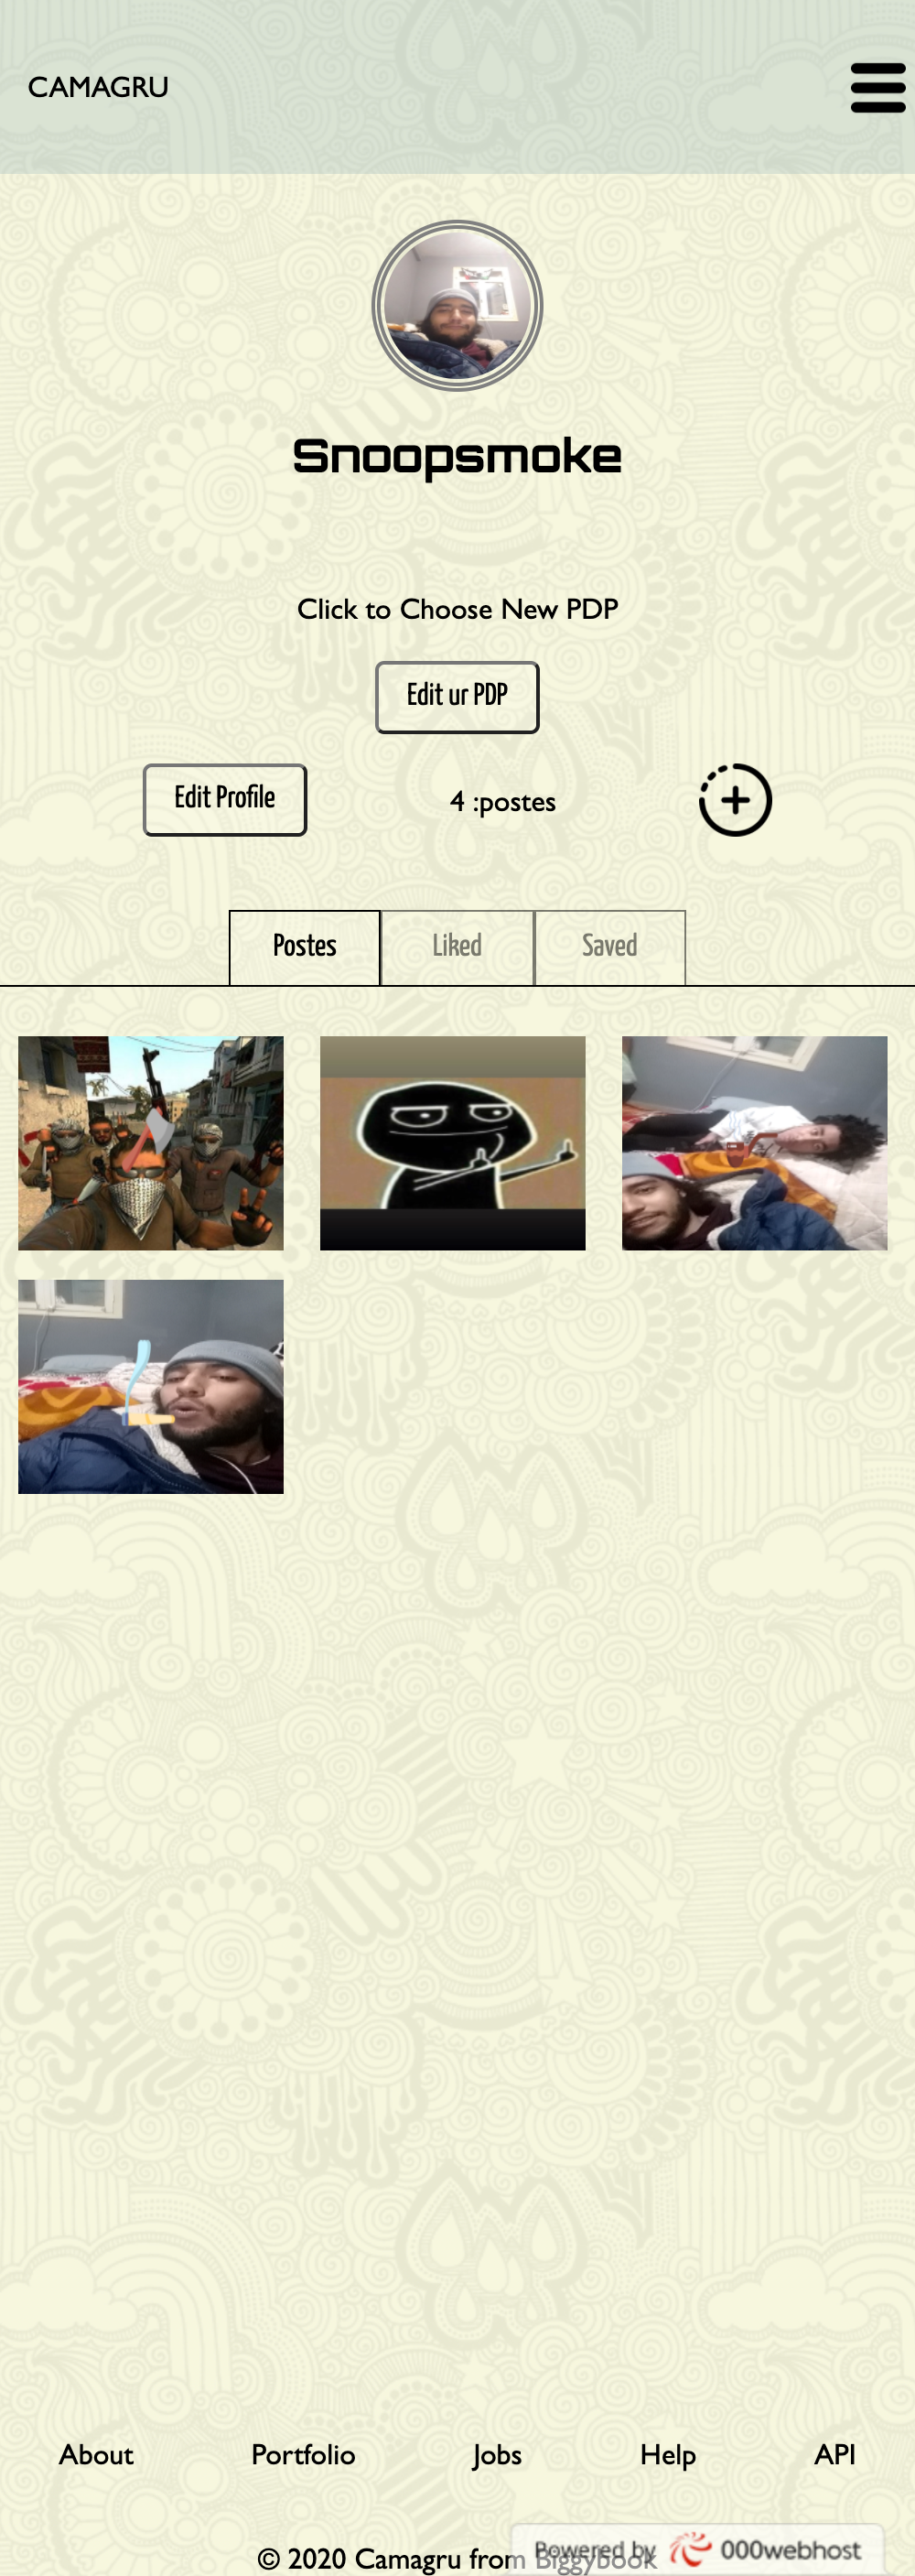 CAMAGRU
Snoopsmoke
Click to Choose New PDP
Edit ur PDP
Edit Profile
4 :postes
Postes
Liked
Saved
About
Portfolio
Jobs
Help
API
© 2020 Camagru from BiggyBook
Powered by 000webhost